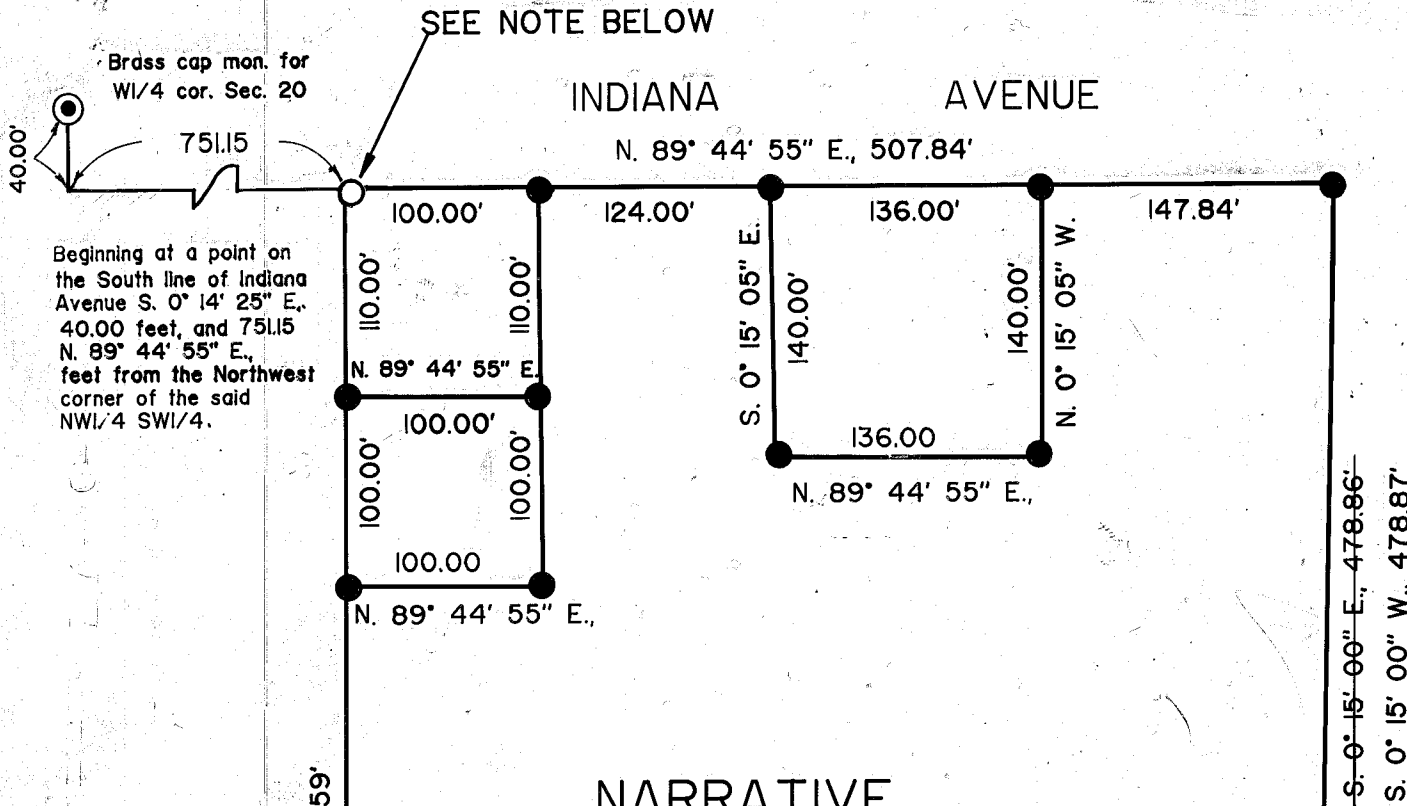 SEE NOTE BELOW
Brass cap mon. for
W1/4 cor. Sec. 20
INDIANA AVENUE
40.00'
751.15
N. 89° 44' 55" E., 507.84'
100.00'
124.00'
136.00'
147.84'
Beginning at a point on
the South line of Indiana
Avenue S. 0° 14' 25" E.,
40.00 feet, and 751.15
N. 89° 44' 55" E.,
feet from the Northwest
corner of the said
NW1/4 SW1/4.
110.00'
110.00'
S. 0° 15' 05" E.
140.00'
140.00'
N. 0° 15' 05" W.
N. 89° 44' 55" E.
100.00'
136.00
N. 89° 44' 55" E.,
100.00'
100.00'
100.00
N. 89° 44' 55" E.,
S. 0° 15' 00" E., 478.86'
S. 0° 15' 00" W., 478.87'
59'
NARRATIVE